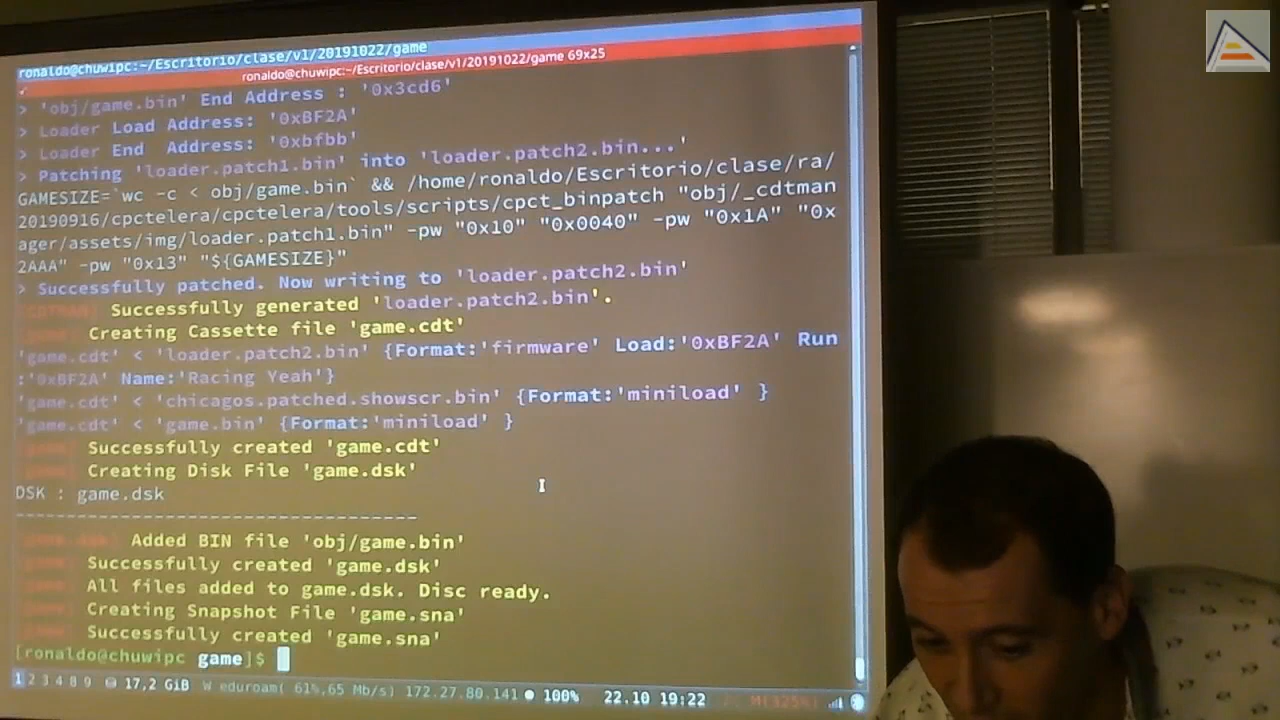 ronaldo@chuwipc:~/Escritorio/clase/v1/20191022/game
ronaldo@chuwipc:~/Escritorio/clase/v1/20191022/game 69x25
> 'obj/game.bin' End Address : '0x3cd6'
> Loader Load Address: '0xBF2A'
> Loader End  Address: '0xbfbb'
> Patching 'loader.patch1.bin' into 'loader.patch2.bin...'
GAMESIZE=`wc -c < obj/game.bin` && /home/ronaldo/Escritorio/clase/ra/
20190916/cpctelera/cpctelera/tools/scripts/cpct_binpatch "obj/_cdtman
ager/assets/img/loader.patch1.bin" -pw "0x10" "0x0040" -pw "0x1A" "0x
2AAA" -pw "0x13" "${GAMESIZE}"
> Successfully patched. Now writing to 'loader.patch2.bin'
Successfully generated 'loader.patch2.bin'.
Creating Cassette file 'game.cdt'
'game.cdt' < 'loader.patch2.bin' {Format:'firmware' Load:'0xBF2A' Run
:'0xBF2A' Name:'Racing Yeah'}
'game.cdt' < 'chicagos.patched.showscr.bin' {Format:'miniload' }
'game.cdt' < 'game.bin' {Format:'miniload' }
Successfully created 'game.cdt'
Creating Disk File 'game.dsk'
DSK : game.dsk
------------------------------------
Added BIN file 'obj/game.bin'
Successfully created 'game.dsk'
All files added to game.dsk. Disc ready.
Creating Snapshot File 'game.sna'
Successfully created 'game.sna'
[ronaldo@chuwipc game]$
1 2 3 4 8 9 17,2 GiB W eduroam( 61%,65 Mb/s) 172.27.80.141 100% 22.10 19:22 M(325%)